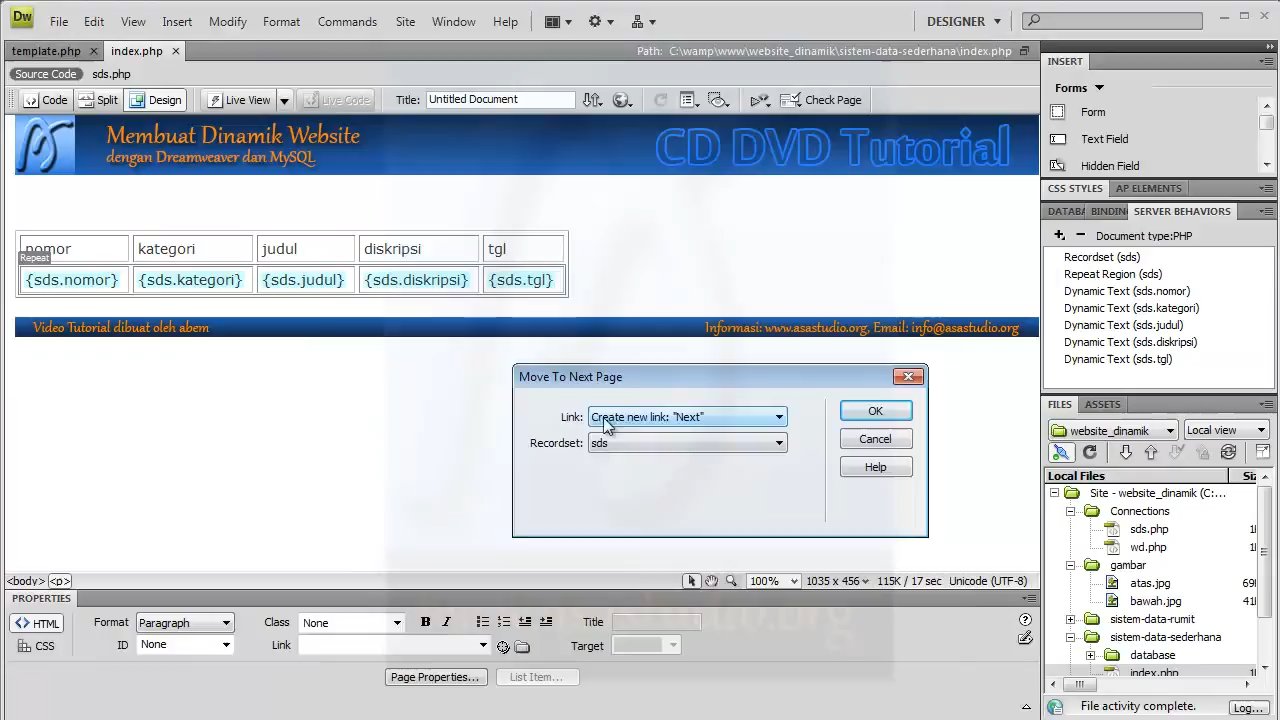 Dw File Edit View Insert Modify Format Commands Site Window Help DESIGNER
template.php index.php Path: C:\wamp\www\website_dinamik\sistem-data-sederhana\index.php
Source Code sds.php
Code Split Design Live View Live Code Title: Untitled Document Check Page
Membuat Dinamik Website
dengan Dreamweaver dan MySQL
CD DVD Tutorial
nomor kategori judul diskripsi tgl
Repeat
{sds.nomor} {sds.kategori} {sds.judul} {sds.diskripsi} {sds.tgl}
Video Tutorial dibuat oleh abem Informasi: www.asastudio.org, Email: info@asastudio.org
Move To Next Page
Link: Create new link: "Next" OK
Recordset: sds Cancel
Help
<body> <p> 100% 1035 x 456 115K / 17 sec Unicode (UTF-8)
PROPERTIES
HTML Format Paragraph Class None B I Title
CSS ID None Link Target
Page Properties... List Item...
INSERT
Forms
Form
Text Field
Hidden Field
CSS STYLES AP ELEMENTS
DATABA BINDIN SERVER BEHAVIORS
Document type:PHP
Recordset (sds)
Repeat Region (sds)
Dynamic Text (sds.nomor)
Dynamic Text (sds.kategori)
Dynamic Text (sds.judul)
Dynamic Text (sds.diskripsi)
Dynamic Text (sds.tgl)
FILES ASSETS
website_dinamik Local view
Local Files Siz
Site - website_dinamik (C:...
Connections
sds.php 1
wd.php 1
gambar
atas.jpg 69
bawah.jpg 41
sistem-data-rumit
sistem-data-sederhana
database
index.php 1
File activity complete. Log...